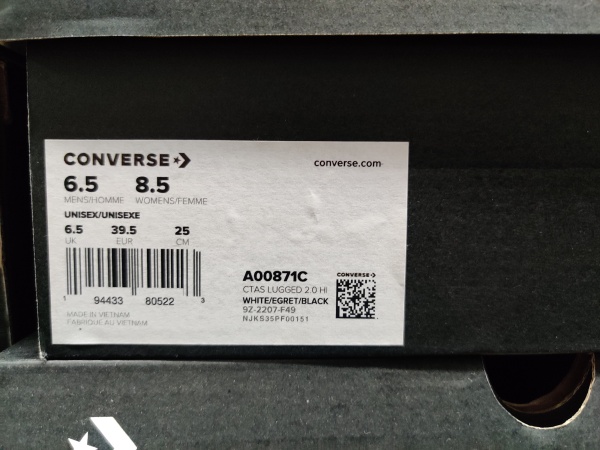 CONVERSE
converse.com
6.5 8.5
MENS/HOMME WOMENS/FEMME
UNISEX/UNISEXE
6.5 39.5 25
UK EUR CM
1 94433 80522 3
MADE IN VIETNAM
FABRIQUÉ AU VIETNAM
A00871C
CTAS LUGGED 2.0 HI
WHITE/EGRET/BLACK
9Z-2207-F49
NJKS35PF00151
CONVERSE